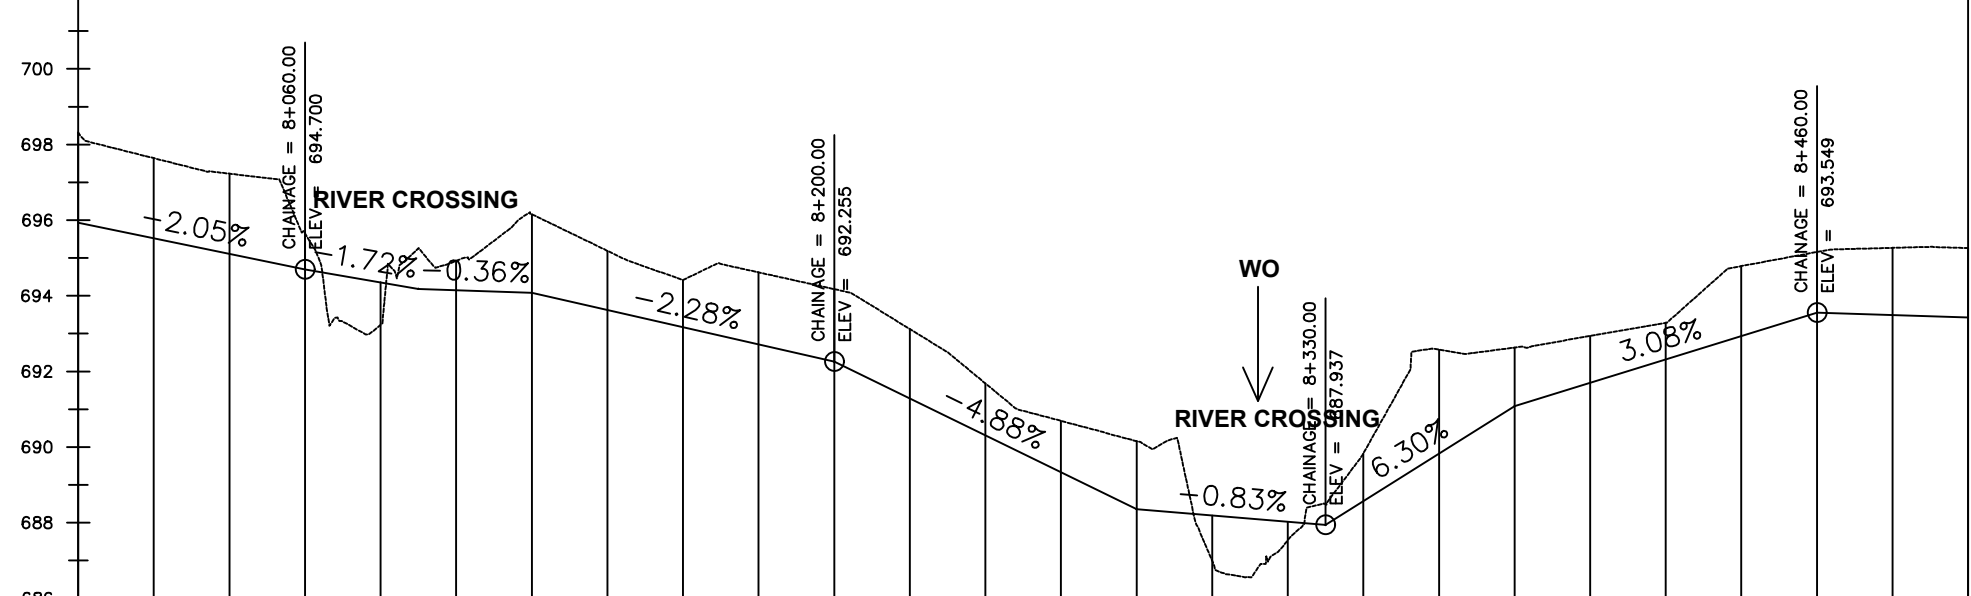 700
698
696
694
692
690
688
686
CHAINAGE = 8+060.00
ELEV = 694.700
RIVER CROSSING
-2.05%
-1.72%
-0.36%
-2.28%
CHAINAGE = 8+200.00
ELEV = 692.255
-4.88%
WO
RIVER CROSSING
-0.83%
CHAINAGE = 8+330.00
ELEV = 687.937
6.30%
3.08%
CHAINAGE = 8+460.00
ELEV = 693.549